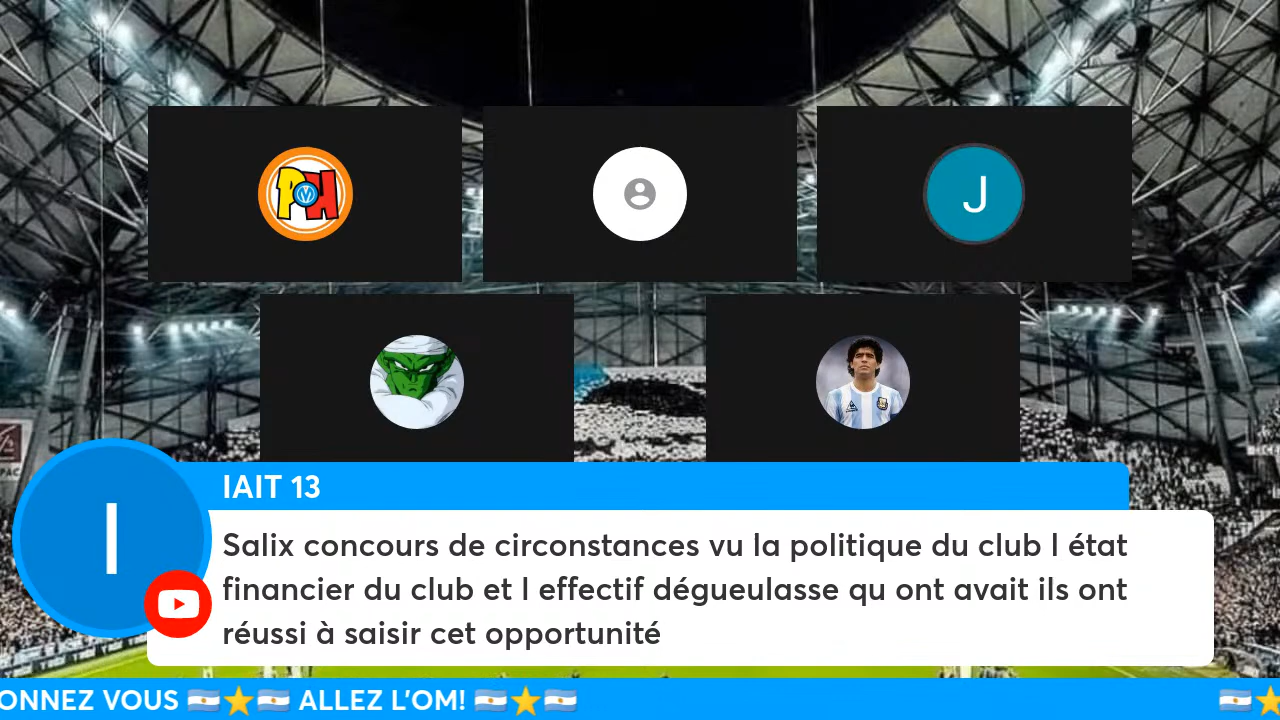 PH
J
I
IAIT 13
Salix concours de circonstances vu la politique du club l état
financier du club et l effectif dégueulasse qu ont avait ils ont
réussi à saisir cet opportunité
ONNEZ VOUS 🇦🇷⭐🇦🇷 ALLEZ L'OM! 🇦🇷⭐🇦🇷 🇦🇷⭐